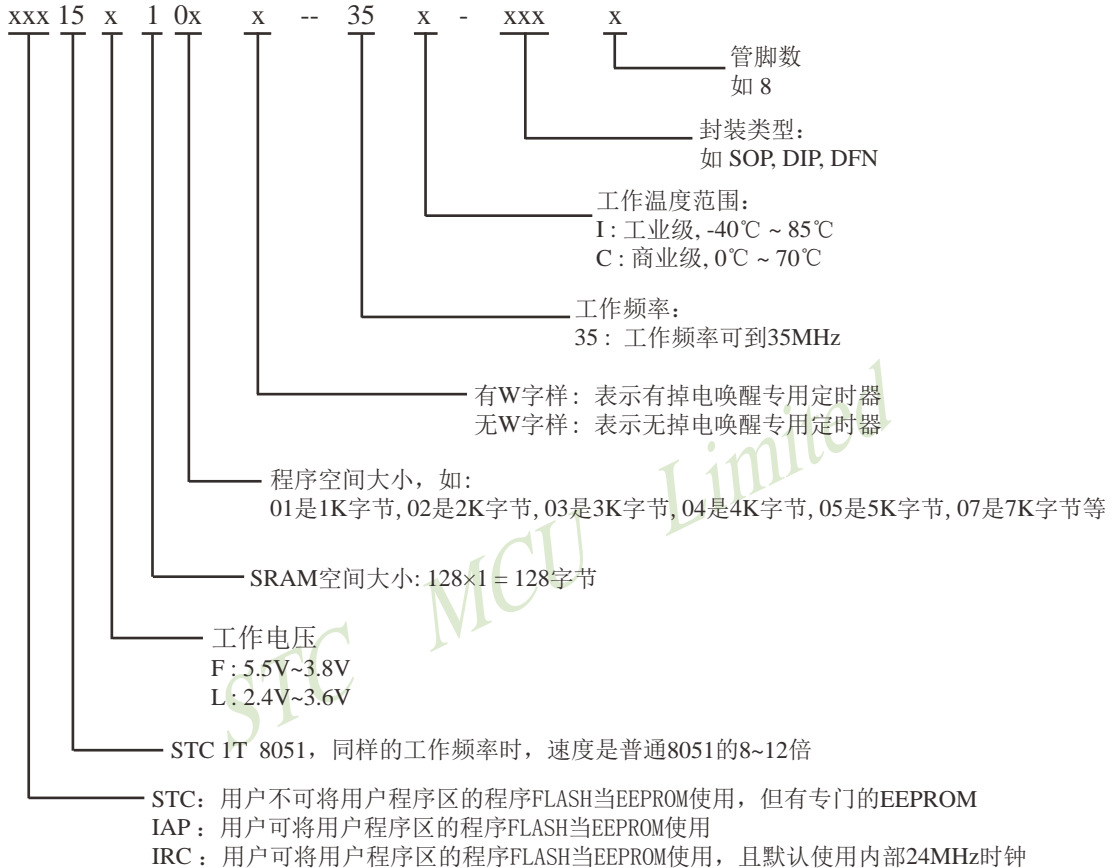 xxx 15 x 1 0x x -- 35 x - xxx x
管脚数
如 8
封装类型：
如 SOP, DIP, DFN
工作温度范围：
I : 工业级, -40℃ ~ 85℃
C : 商业级, 0℃ ~ 70℃
工作频率：
35 : 工作频率可到35MHz
有W字样： 表示有掉电唤醒专用定时器
无W字样： 表示无掉电唤醒专用定时器
程序空间大小，如：
01是1K字节, 02是2K字节, 03是3K字节, 04是4K字节, 05是5K字节, 07是7K字节等
SRAM空间大小: 128×1 = 128字节
工作电压
F : 5.5V~3.8V
L : 2.4V~3.6V
STC 1T 8051，同样的工作频率时，速度是普通8051的8~12倍
STC：用户不可将用户程序区的程序FLASH当EEPROM使用，但有专门的EEPROM
IAP：用户可将用户程序区的程序FLASH当EEPROM使用
IRC：用户可将用户程序区的程序FLASH当EEPROM使用，且默认使用内部24MHz时钟
STC MCU Limited